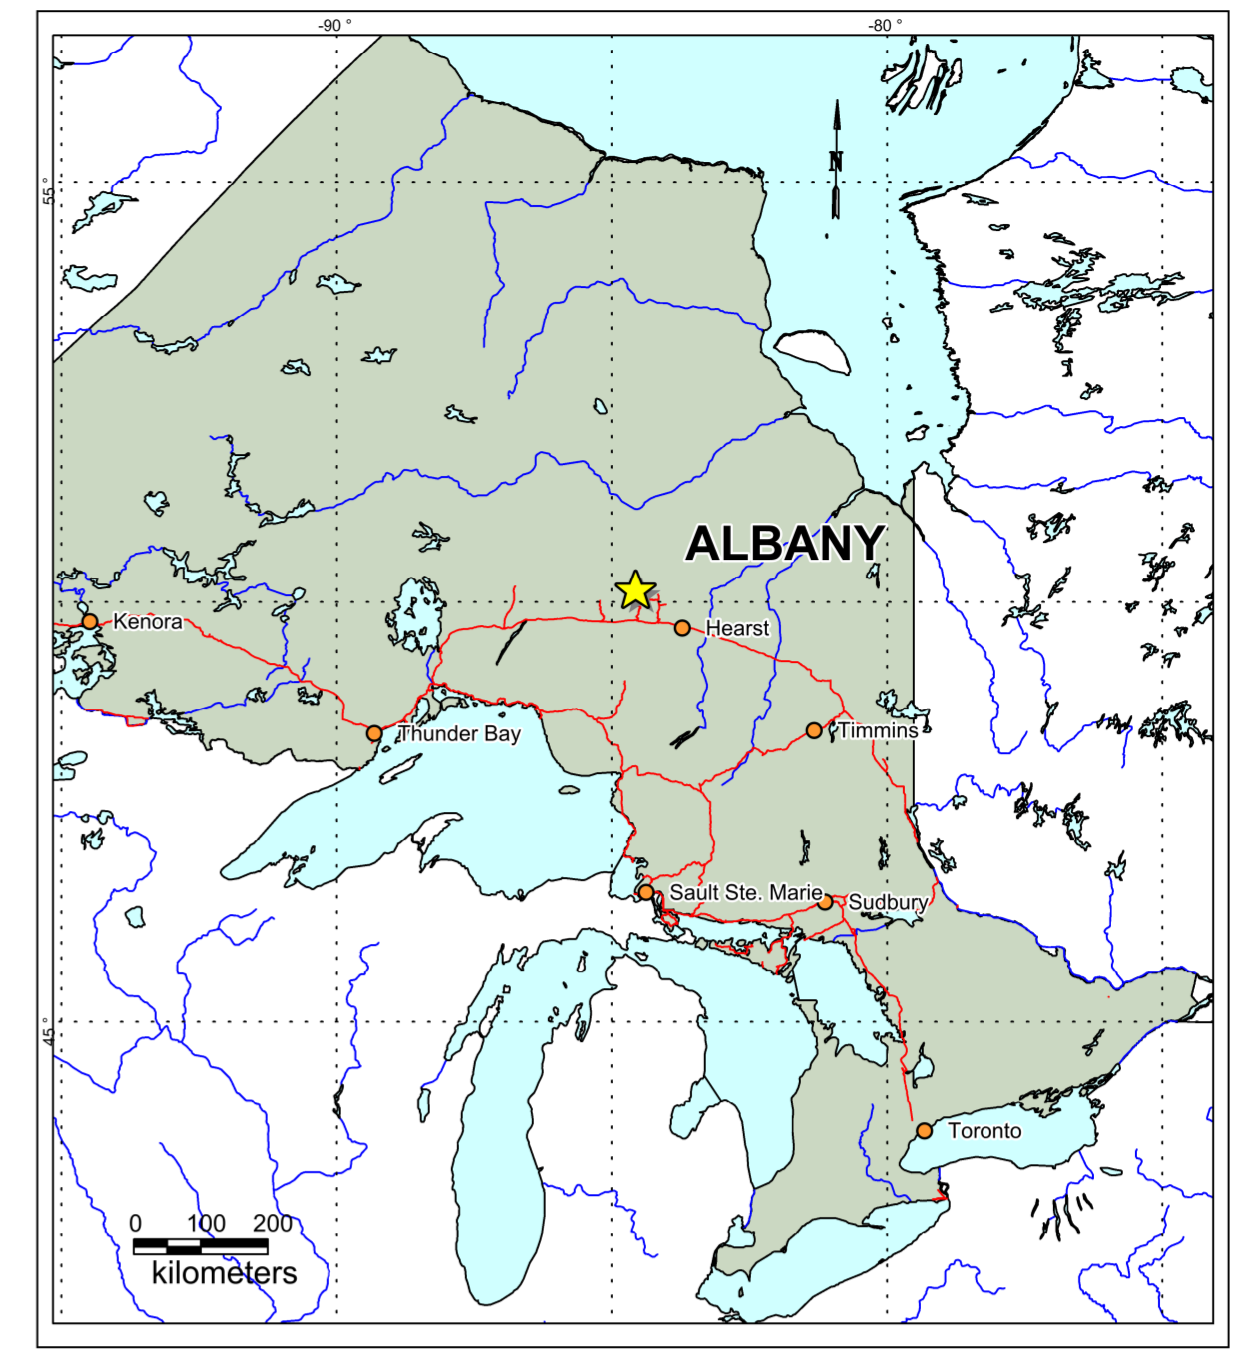 -90 °
-80 °
55°
N
ALBANY
Kenora
Hearst
Thunder Bay
Timmins
Sault Ste. Marie
Sudbury
45°
Toronto
0 100 200
kilometers